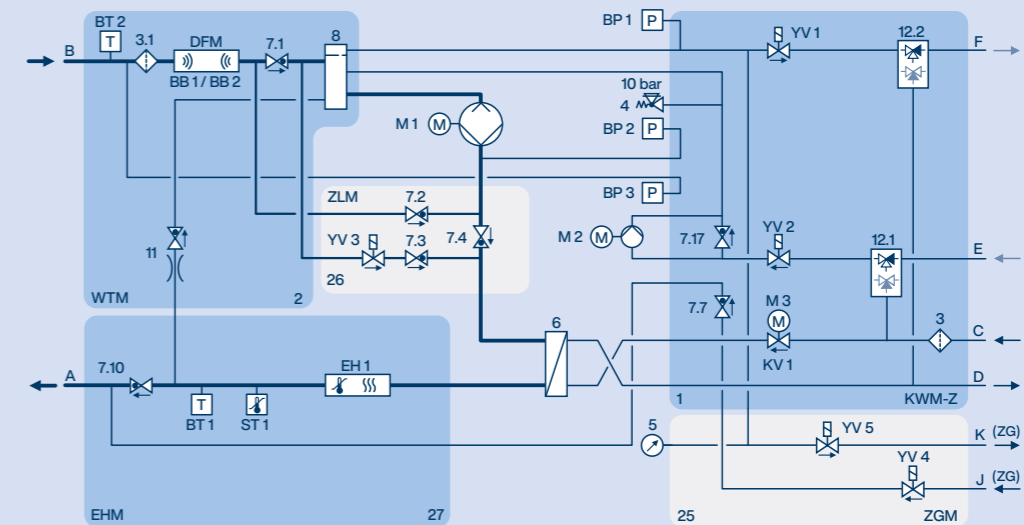 BT 2
B
T
3.1
DFM
BB 1 / BB 2
7.1
8
BP 1
P
YV 1
12.2
F
10 bar
4
M 1
M
BP 2
P
BP 3
P
ZLM
7.2
YV 3
7.3
7.4
26
M 2
M
7.17
YV 2
12.1
E
11
WTM
2
7.7
M 3
M
KV 1
3
C
6
7.10
A
EH 1
D
1
KWM-Z
T
BT 1
ST 1
5
YV 5
K
(ZG)
YV 4
J
(ZG)
EHM
27
25
ZGM